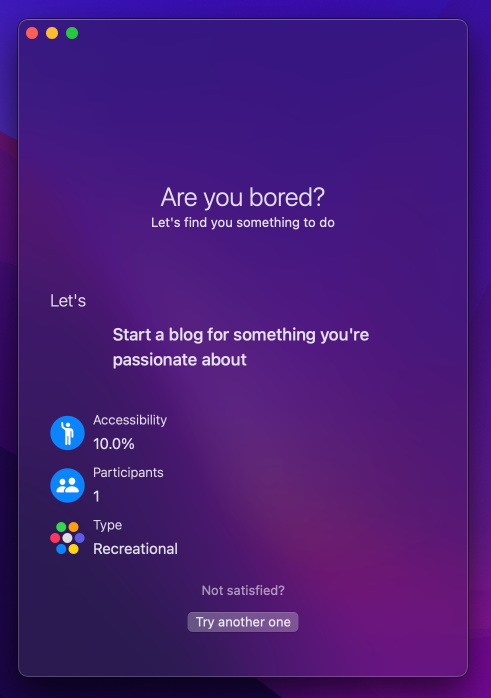 Are you bored?
Let's find you something to do
Let's
Start a blog for something you're
passionate about
Accessibility
10.0%
Participants
1
Type
Recreational
Not satisfied?
Try another one